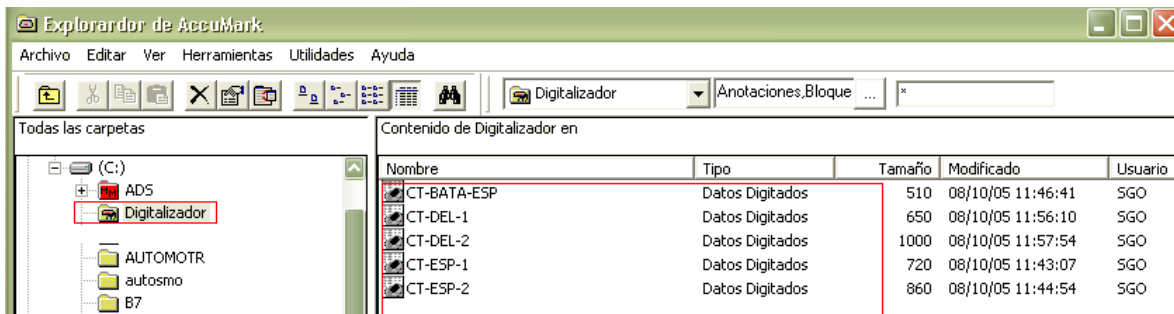 Explorardor de AccuMark
Archivo Editar Ver Herramientas Utilidades Ayuda
Digitalizador Anotaciones,Bloque ... *
Todas las carpetas Contenido de Digitalizador en
Nombre Tipo Tamaño Modificado Usuario
(C:)
ADS
Digitalizador
AUTOMOTR
autosmo
B7
CT-BATA-ESP Datos Digitados 510 08/10/05 11:46:41 SGO
CT-DEL-1 Datos Digitados 650 08/10/05 11:56:10 SGO
CT-DEL-2 Datos Digitados 1000 08/10/05 11:57:54 SGO
CT-ESP-1 Datos Digitados 720 08/10/05 11:43:07 SGO
CT-ESP-2 Datos Digitados 860 08/10/05 11:44:54 SGO